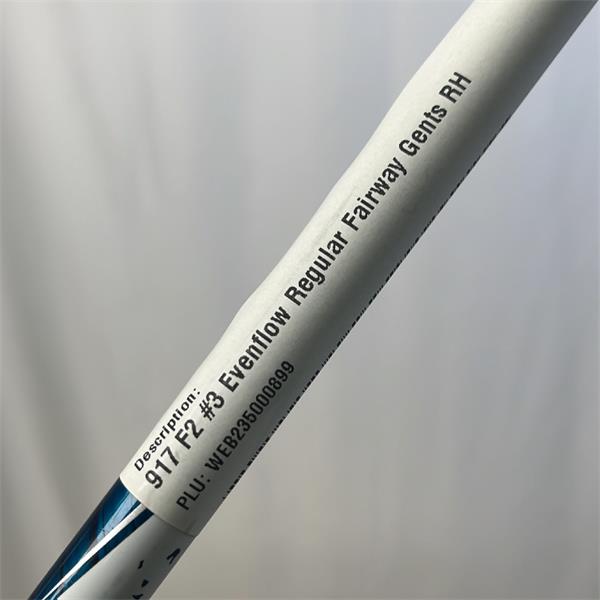 Description:
917 F2 #3 Evenflow Regular Fairway Gents RH
PLU: WEB235000899